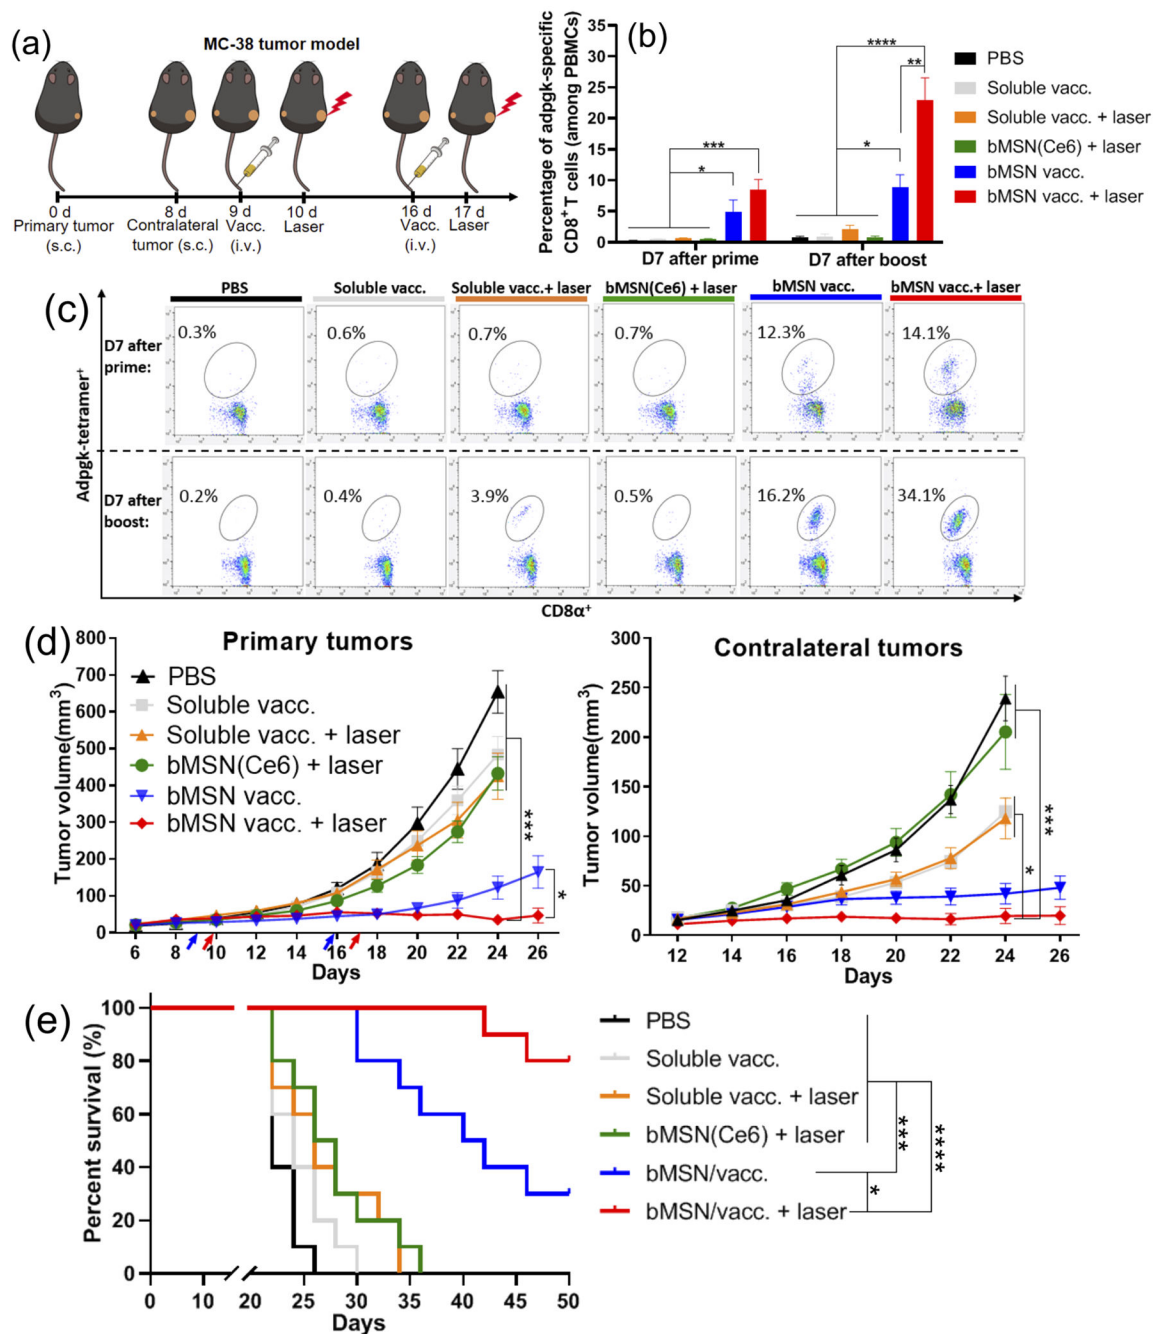 (a)
MC-38 tumor model
0 d
Primary tumor
(s.c.)
8 d
Contralateral
tumor (s.c.)
9 d
Vacc.
(i.v.)
10 d
Laser
16 d
Vacc.
(i.v.)
17 d
Laser
(b)
Percentage of adpgk-specific
CD8+T cells (among PBMCs)
35
30
25
20
15
10
5
0
***
*
****
**
*
D7 after prime
D7 after boost
PBS
Soluble vacc.
Soluble vacc. + laser
bMSN(Ce6) + laser
bMSN vacc.
bMSN vacc. + laser
(c)
PBS
Soluble vacc.
Soluble vacc.+ laser
bMSN(Ce6) + laser
bMSN vacc.
bMSN vacc.+ laser
Adpgk-tetramer+
D7 after
prime:
0.3%
0.6%
0.7%
0.7%
12.3%
14.1%
D7 after
boost:
0.2%
0.4%
3.9%
0.5%
16.2%
34.1%
CD8α+
(d)
Primary tumors
Tumor volume(mm3)
800
700
600
500
400
300
200
100
0
PBS
Soluble vacc.
Soluble vacc. + laser
bMSN(Ce6) + laser
bMSN vacc.
bMSN vacc. + laser
***
*
6 8 10 12 14 16 18 20 22 24 26
Days
Contralateral tumors
Tumor volume(mm3)
300
250
200
150
100
50
0
***
*
12 14 16 18 20 22 24 26
Days
(e)
Percent survival (%)
100
80
60
40
20
0
0 10 20 25 30 35 40 45 50
Days
PBS
Soluble vacc.
Soluble vacc. + laser
bMSN(Ce6) + laser
bMSN/vacc.
bMSN/vacc. + laser
***
****
*